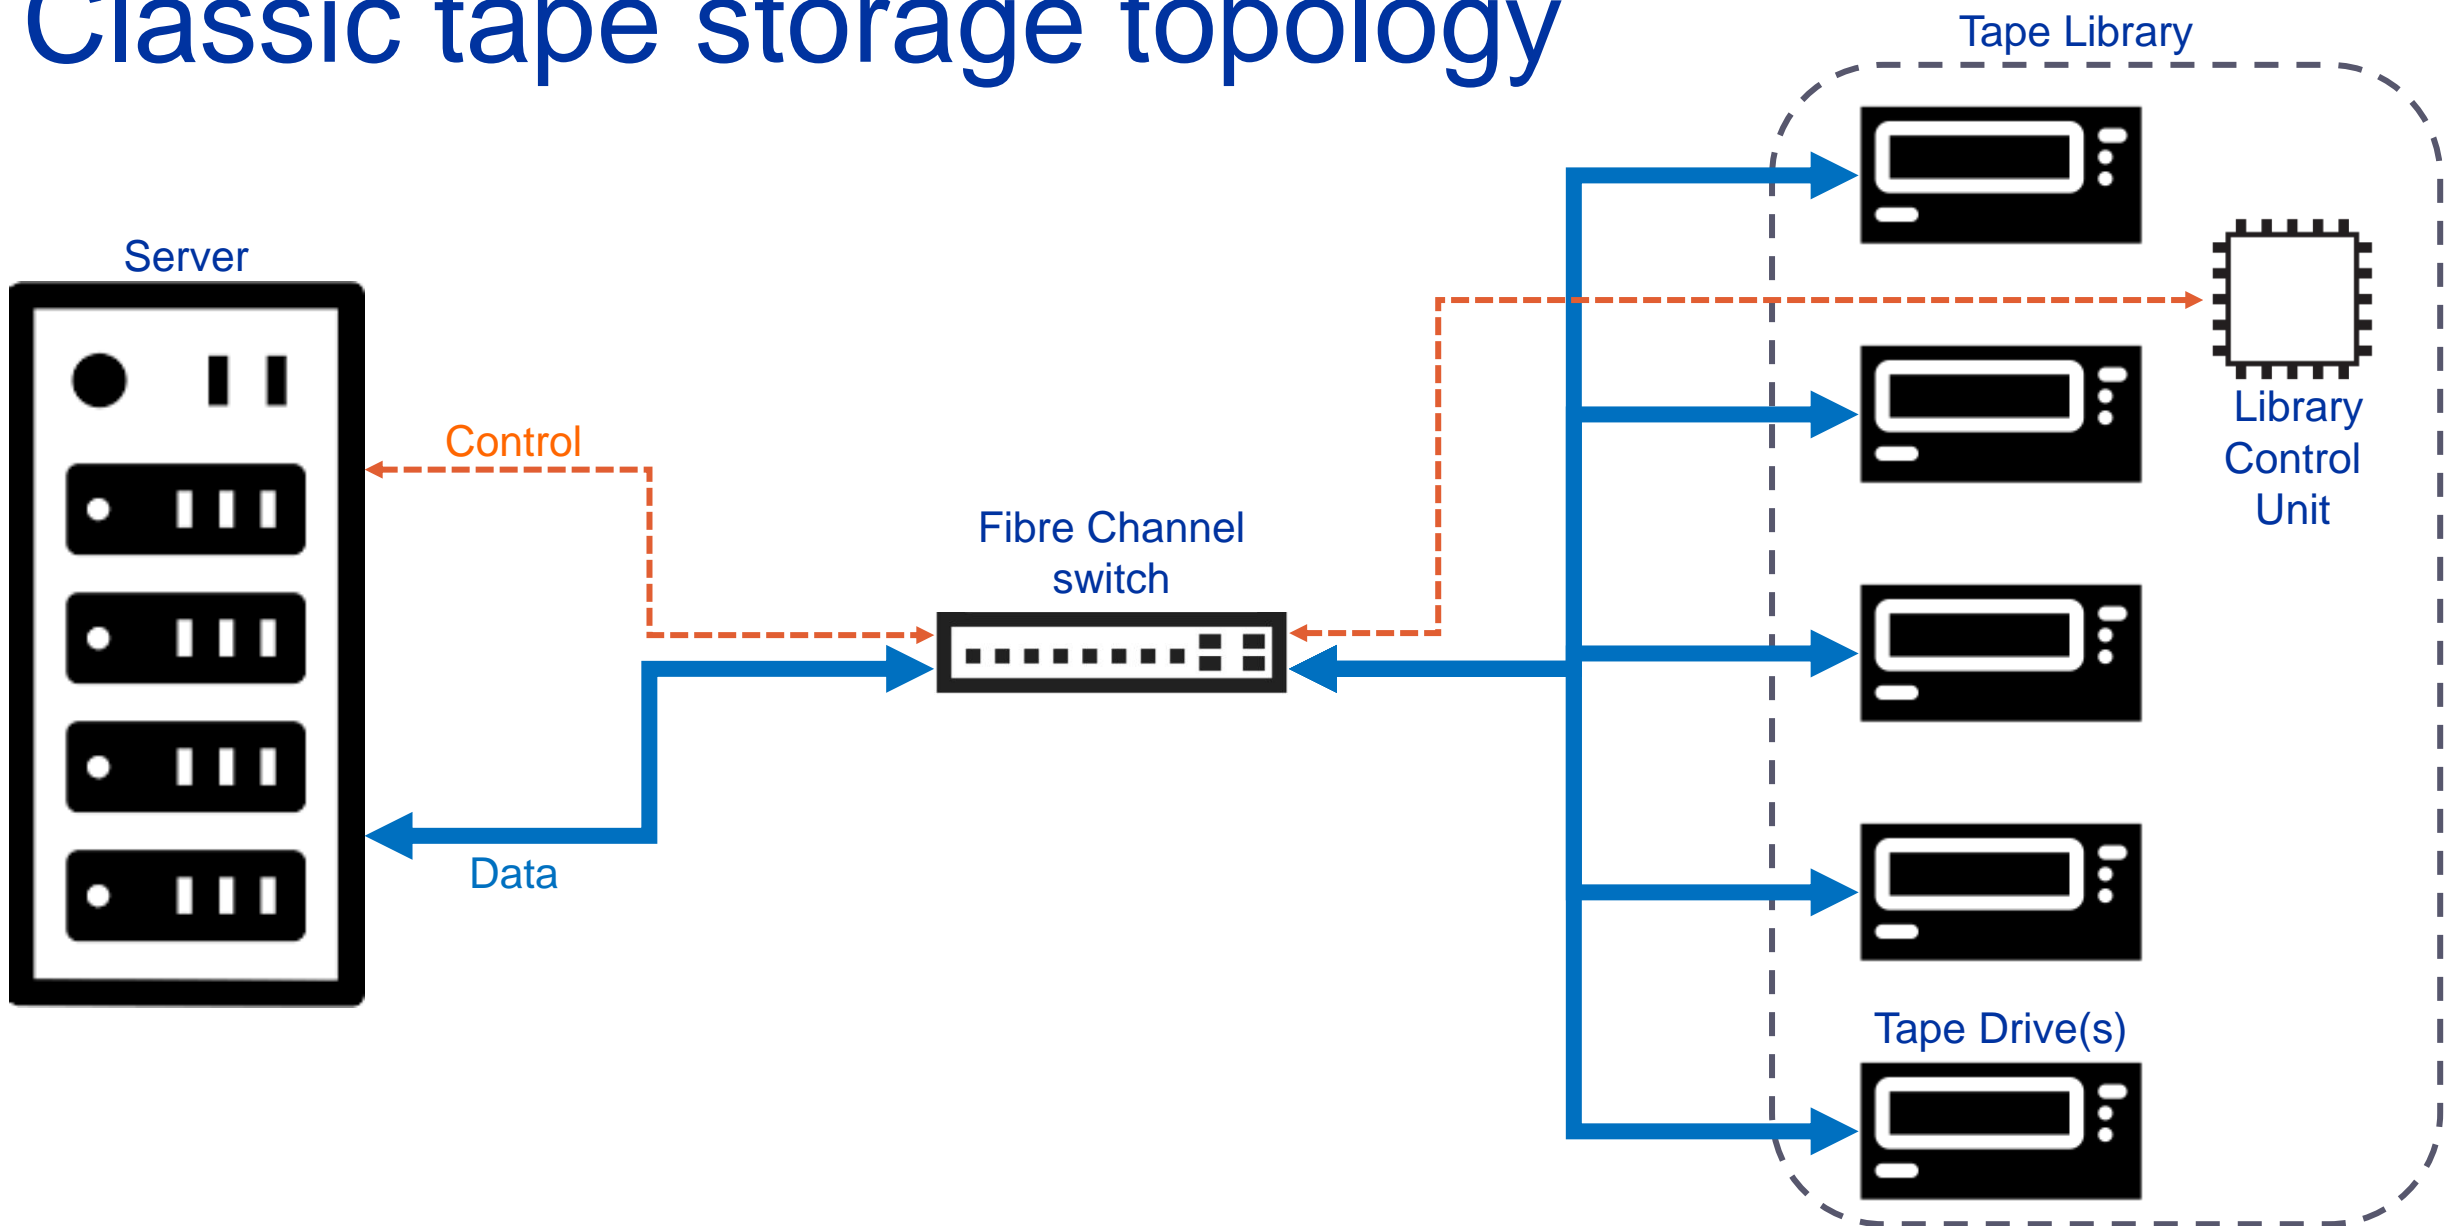 Classic tape storage topology
Tape Library
Server
Control
Fibre Channel
switch
Library
Control
Unit
Data
Tape Drive(s)